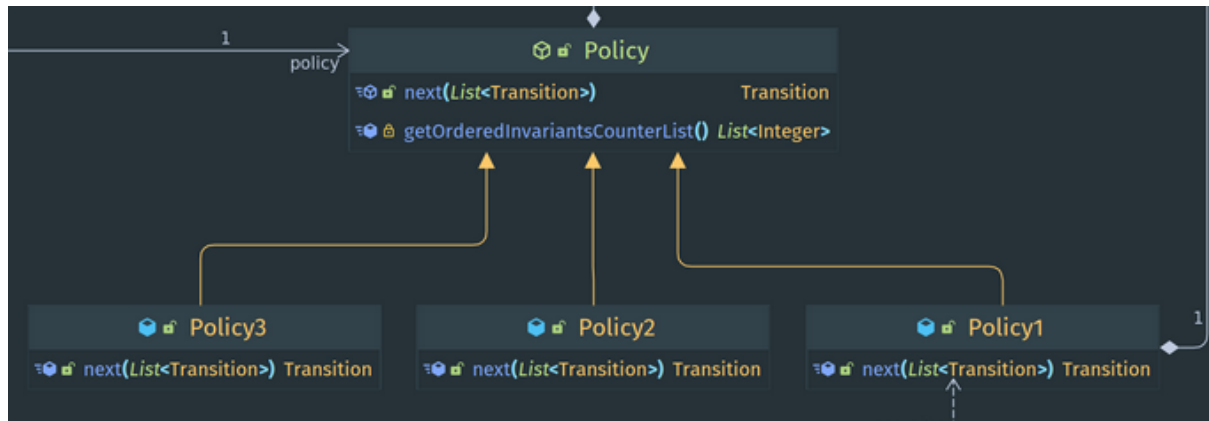 1
policy
Policy
next(List<Transition>) Transition
getOrderedInvariantsCounterList() List<Integer>
Policy3
next(List<Transition>) Transition
Policy2
next(List<Transition>) Transition
Policy1
next(List<Transition>) Transition
1